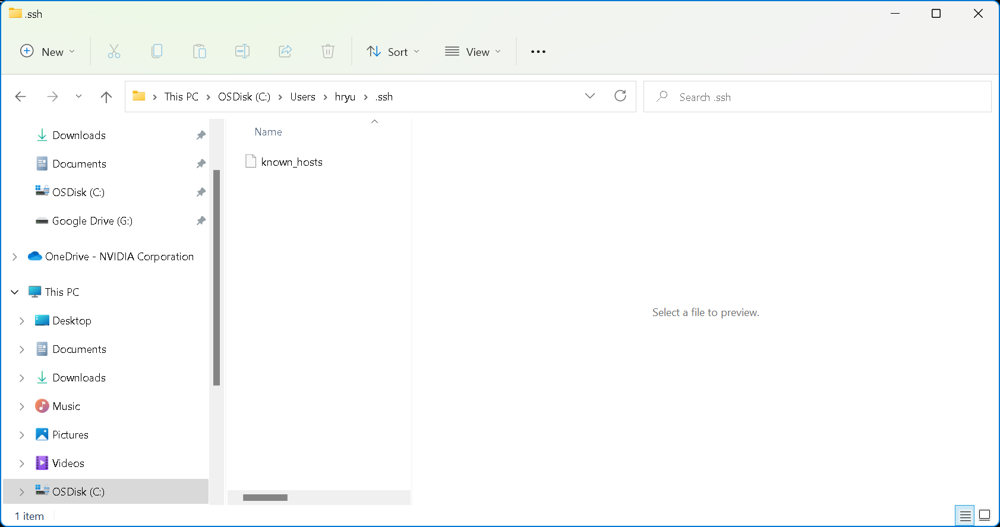 .ssh
New
Sort
View
This PC > OSDisk (C:) > Users > hryu > .ssh
Search .ssh
Downloads
Documents
OSDisk (C:)
Google Drive (G:)
OneDrive - NVIDIA Corporation
This PC
Desktop
Documents
Downloads
Music
Pictures
Videos
OSDisk (C:)
Name
known_hosts
Select a file to preview.
1 item